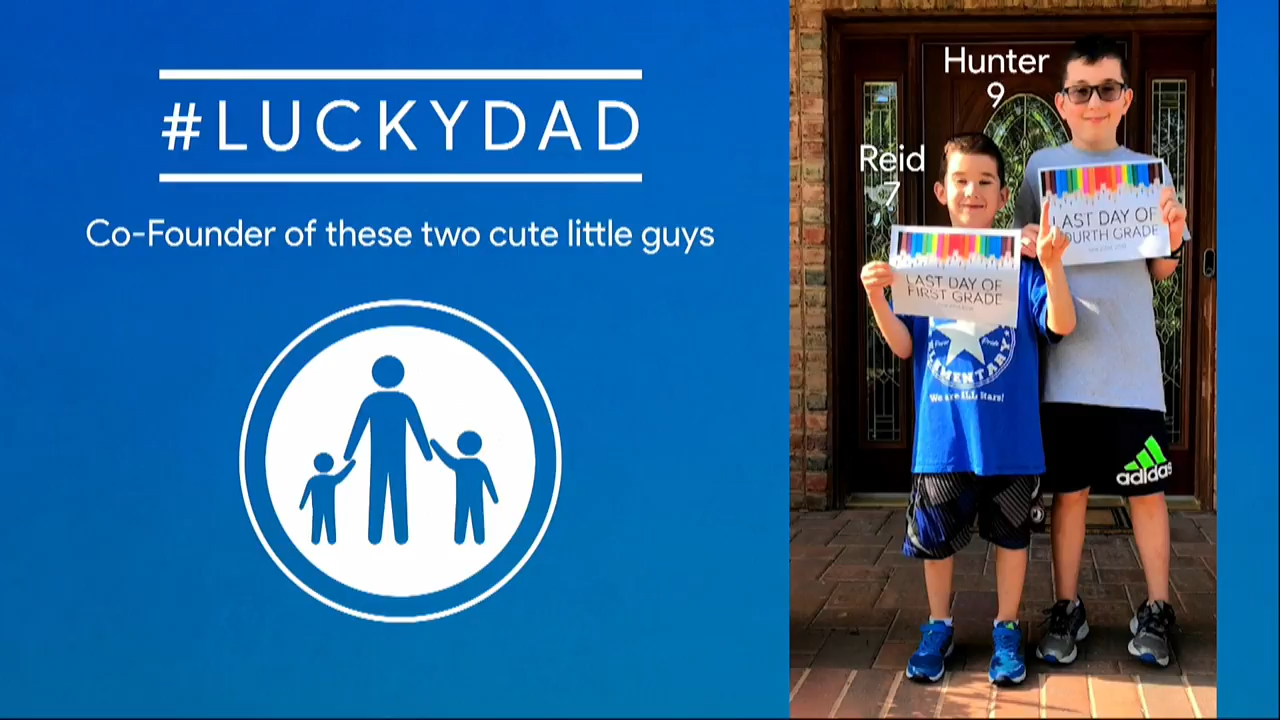 #LUCKYDAD
Co-Founder of these two cute little guys
Hunter
9
Reid
7
LAST DAY OF
FOURTH GRADE
LAST DAY OF
FIRST GRADE
We are ALL Stars!
adidas